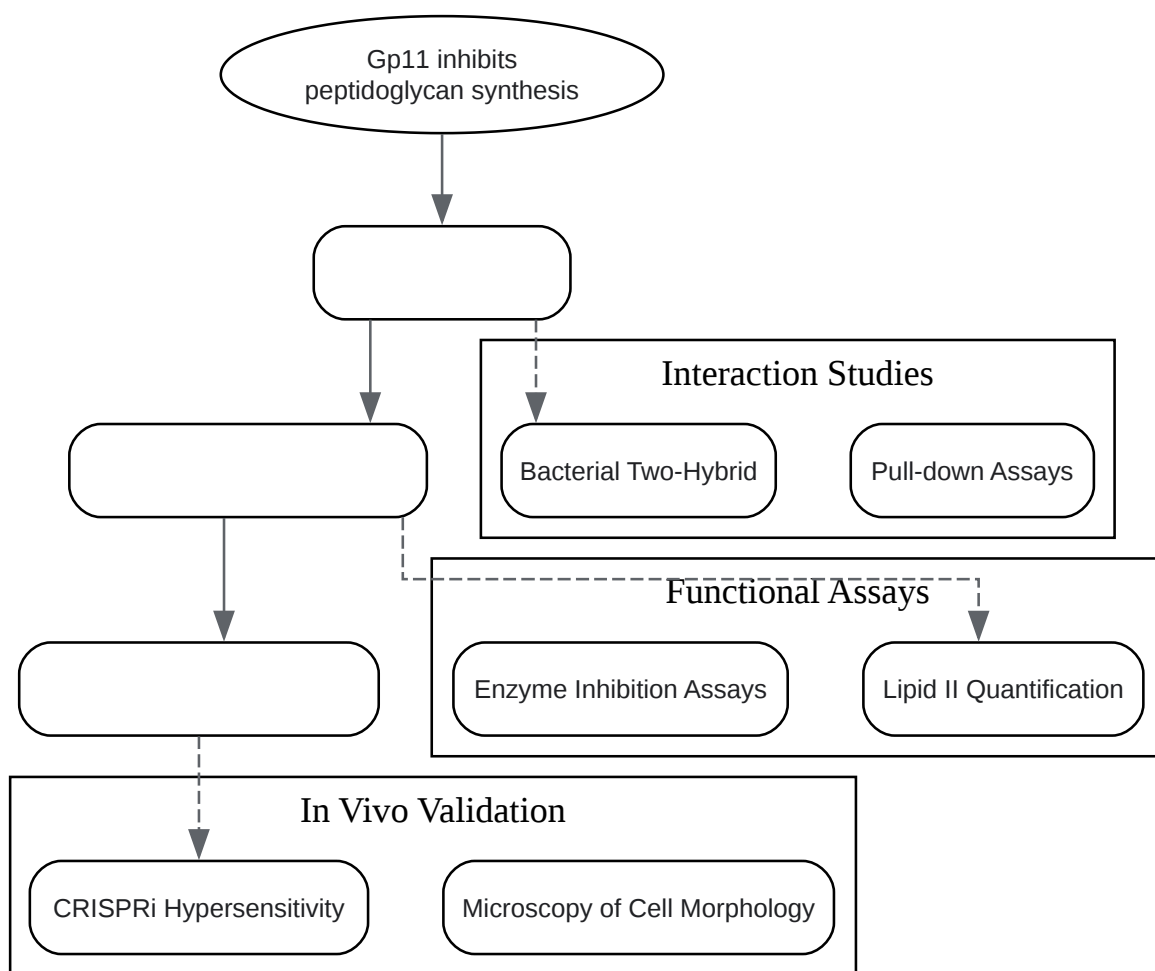 Gp11 inhibits
peptidoglycan synthesis
Interaction Studies
Bacterial Two-Hybrid
Pull-down Assays
Functional Assays
Enzyme Inhibition Assays
Lipid II Quantification
In Vivo Validation
CRISPRi Hypersensitivity
Microscopy of Cell Morphology